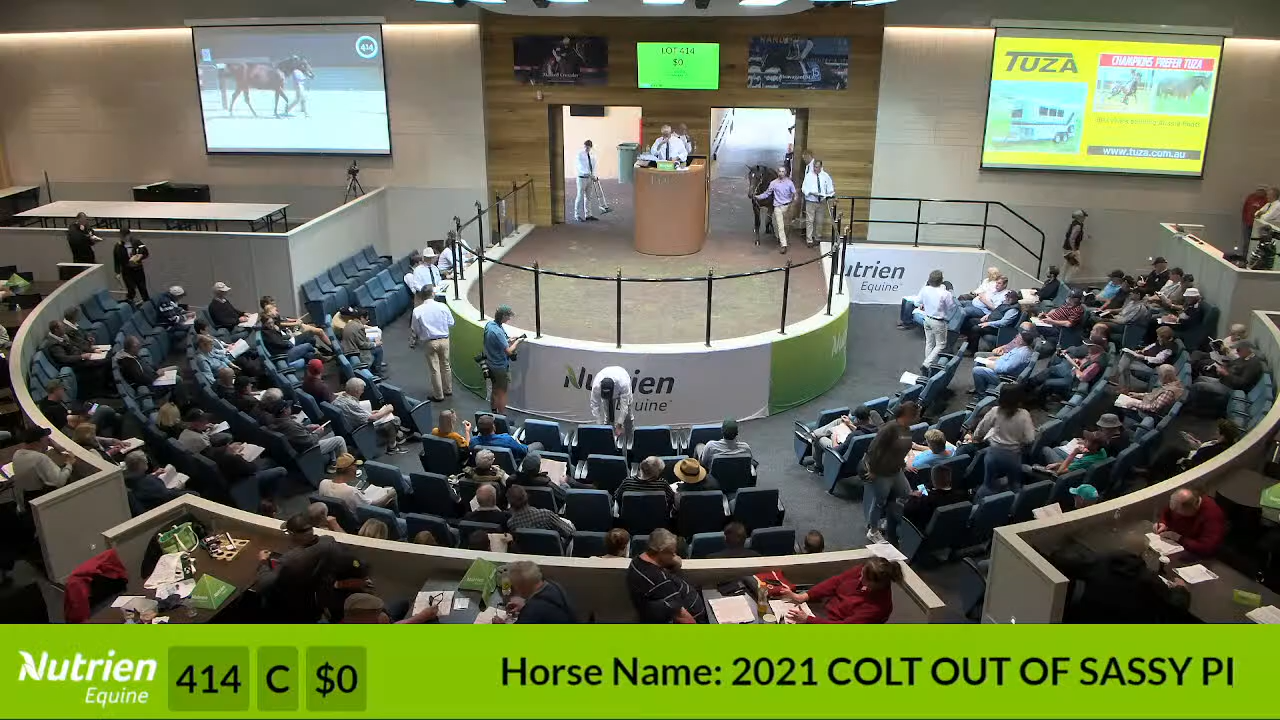 414
LOT 414
$0
TUZA
CHAMPIONS PREFER TUZA
www.tuza.com.au
Nutrien
Equine
utrien
Equine
Nutrien
Nutrien
Equine
414
C
$0
Horse Name: 2021 COLT OUT OF SASSY PI